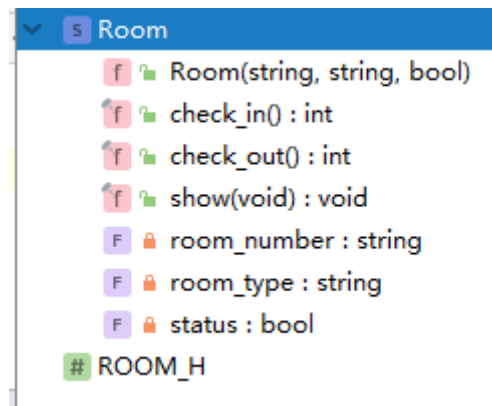 S Room
f Room(string, string, bool)
f check_in() : int
f check_out() : int
f show(void) : void
F room_number : string
F room_type : string
F status : bool
# ROOM_H